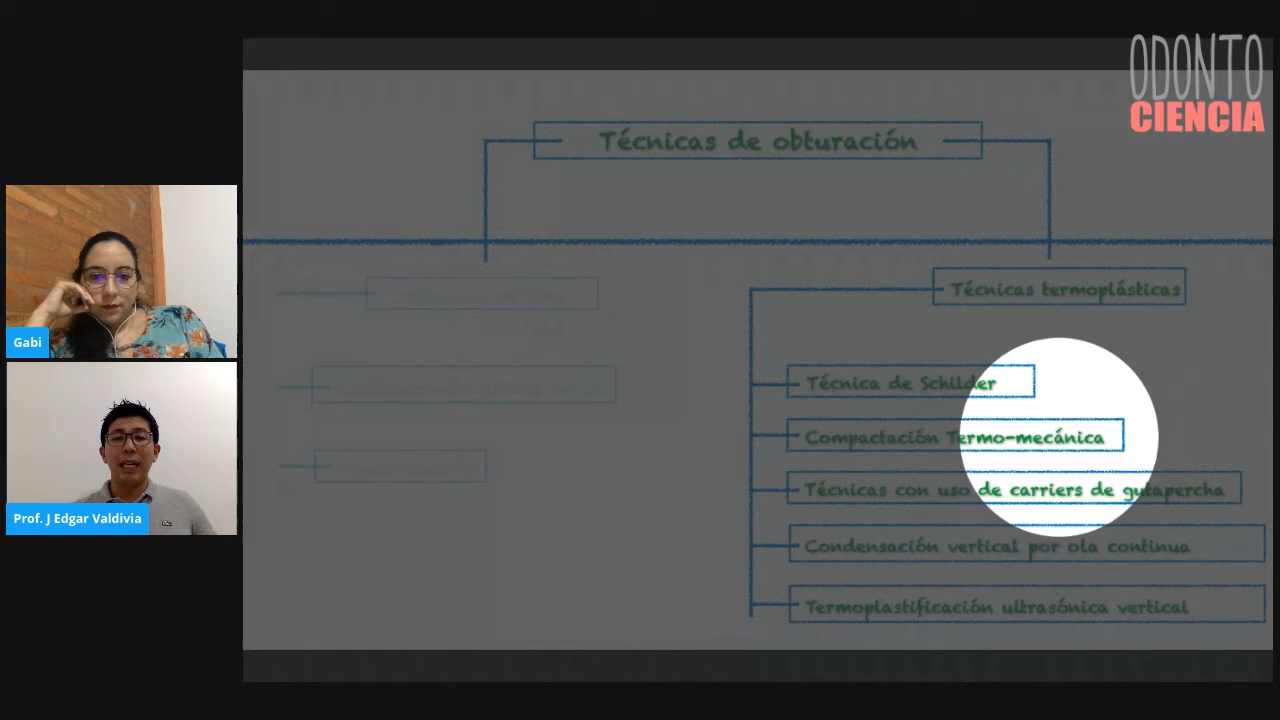 ODONTO
CIENCIA
Técnicas de obturación
Técnicas termoplásticas
Técnica de Schilder
Compactación Termo-mecánica
Técnicas con uso de carriers de gutapercha
Condensación vertical por ola continua
Termoplastificación ultrasónica vertical
Gabi
Prof. J Edgar Valdivia